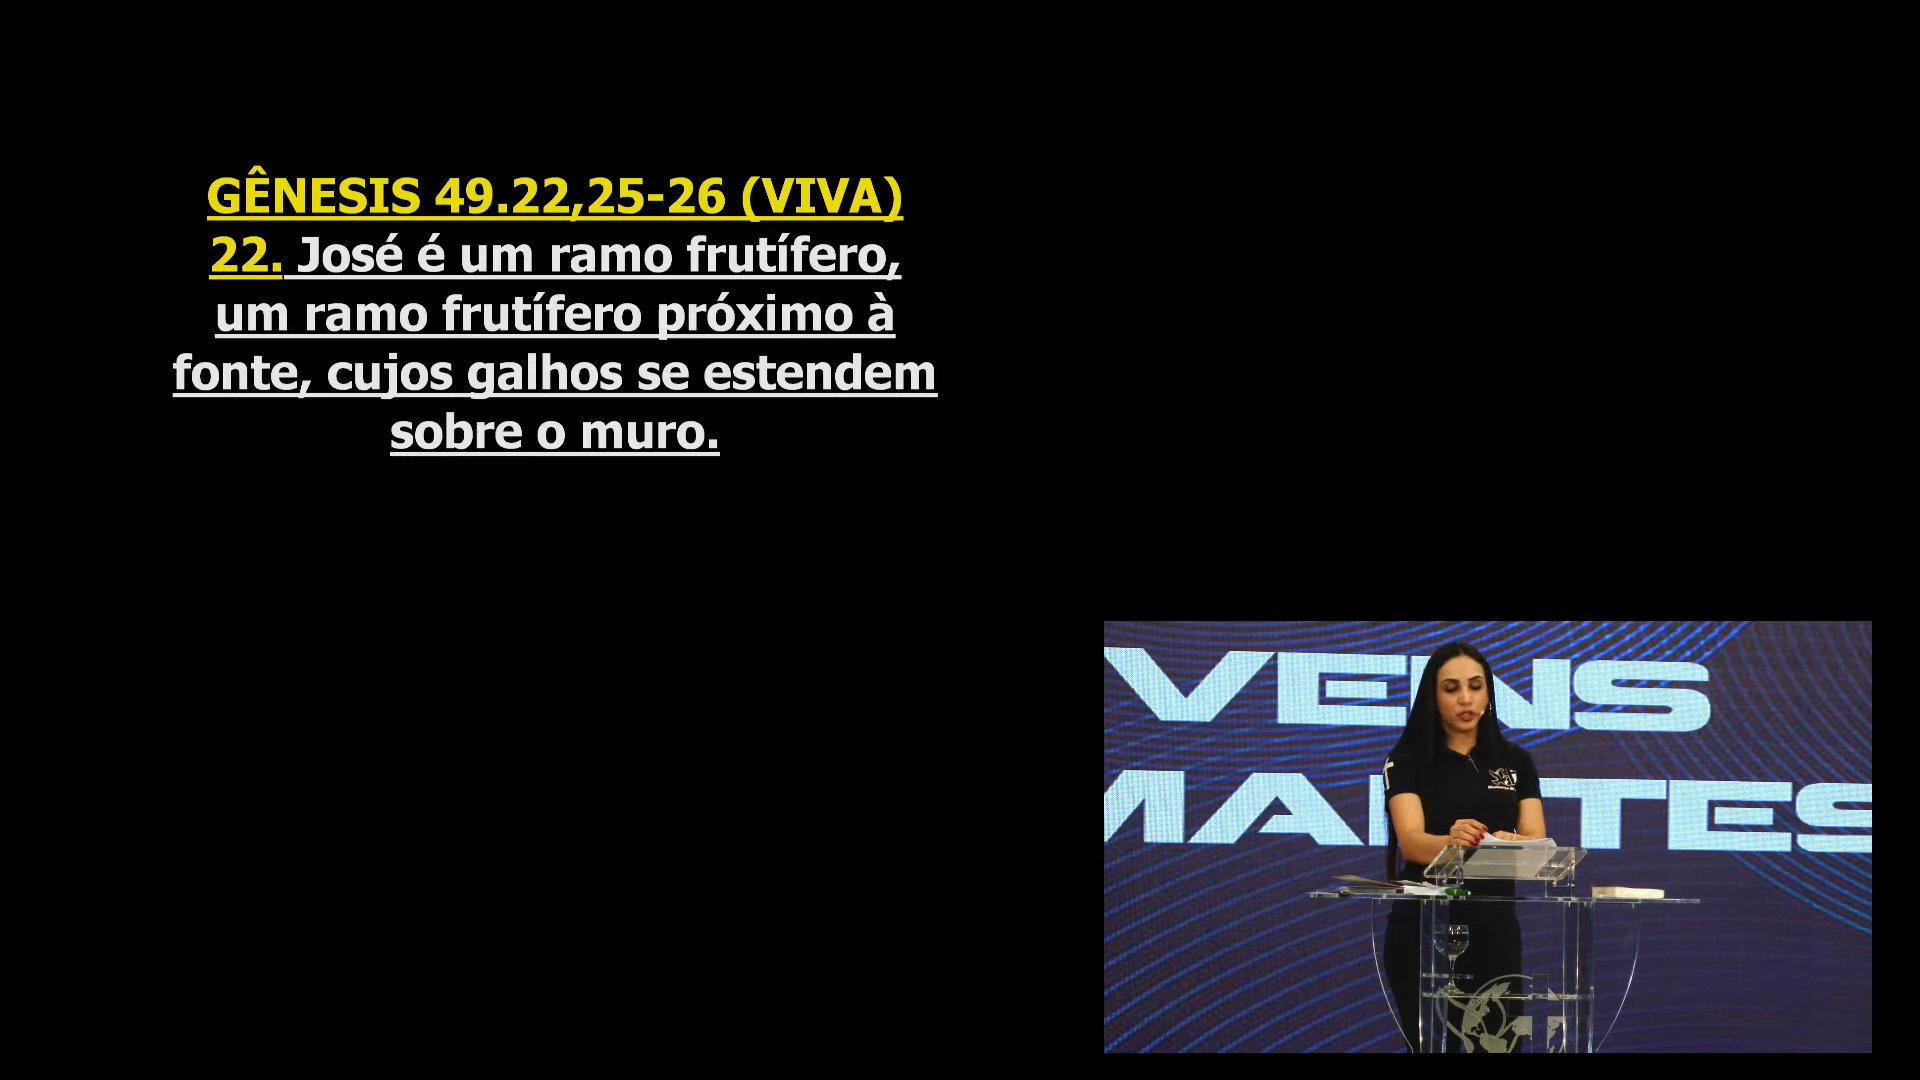 GÊNESIS 49.22,25-26 (VIVA)
22. José é um ramo frutífero,
um ramo frutífero próximo à
fonte, cujos galhos se estendem
sobre o muro.
VENS